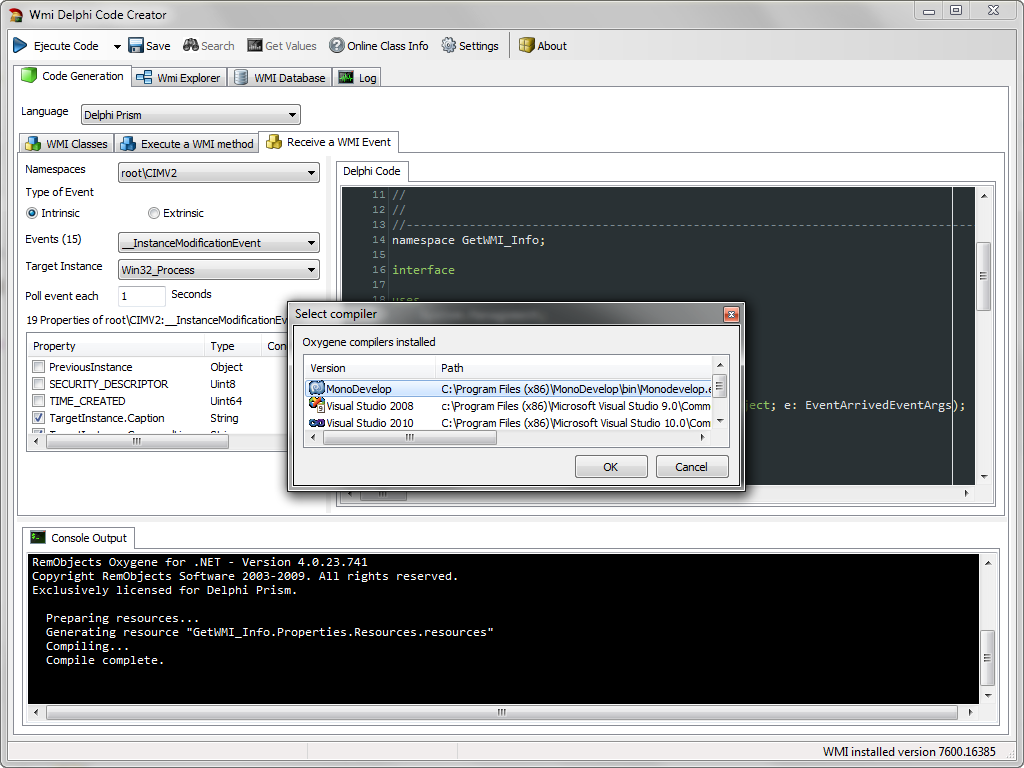 Wmi Delphi Code Creator
Ejecute Code Save Search Get Values Online Class Info Settings About
Code Generation Wmi Explorer WMI Database Log
Language Delphi Prism
WMI Classes Execute a WMI method Receive a WMI Event
Namespaces root\CIMV2
Type of Event
Intrinsic Extrinsic
Events (15) __InstanceModificationEvent
Target Instance Win32_Process
Poll event each 1 Seconds
19 Properties of root\CIMV2:__InstanceModificationEv
Property Type Con
PreviousInstance Object
SECURITY_DESCRIPTOR Uint8
TIME_CREATED Uint64
TargetInstance.Caption String
Delphi Code
11 //
12 //
13 //------------------------------------------------------------------------------
14 namespace GetWMI_Info;
15
16 interface
17
18 uses
ject; e: EventArrivedEventArgs);
Select compiler
Oxygene compilers installed
Version Path
MonoDevelop C:\Program Files (x86)\MonoDevelop\bin\Monodevelop.e
Visual Studio 2008 c:\Program Files (x86)\Microsoft Visual Studio 9.0\Comm
Visual Studio 2010 C:\Program Files (x86)\Microsoft Visual Studio 10.0\Com
OK Cancel
Console Output
RemObjects Oxygene for .NET - Version 4.0.23.741
Copyright RemObjects Software 2003-2009. All rights reserved.
Exclusively licensed for Delphi Prism.
Preparing resources...
Generating resource "GetWMI_Info.Properties.Resources.resources"
Compiling...
Compile complete.
WMI installed version 7600.16385